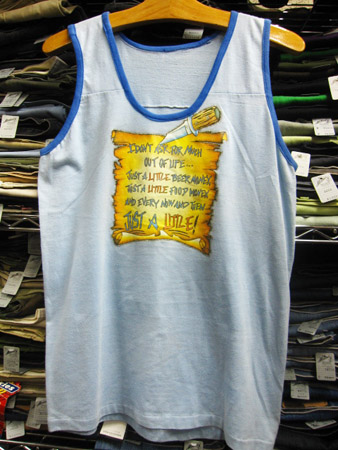 I DON'T ASK FOR MUCH
OUT OF LIFE...
JUST A LITTLE BEER MONEY,
JUST A LITTLE FOOD MONEY,
AND EVERY NOW AND THEN
JUST A LITTLE!